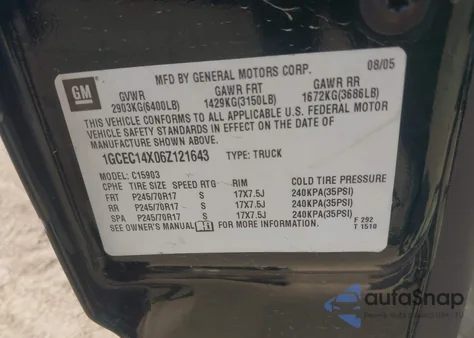 MFD BY GENERAL MOTORS CORP. 08/05
GM
GVWR GAWR FRT GAWR RR
2903KG(6400LB) 1429KG(3150LB) 1672KG(3686LB)
THIS VEHICLE CONFORMS TO ALL APPLICABLE U.S. FEDERAL MOTOR
VEHICLE SAFETY STANDARDS IN EFFECT ON THE DATE OF
MANUFACTURE SHOWN ABOVE.
1GCEC14X06Z121643 TYPE: TRUCK
MODEL: C15903
CPHE TIRE SIZE SPEED RTG RIM COLD TIRE PRESSURE
FRT P245/70R17 S 17X7.5J 240KPA(35PSI)
RR P245/70R17 S 17X7.5J 240KPA(35PSI)
SPA P245/70R17 S 17X7.5J 240KPA(35PSI)
SEE OWNER'S MANUAL FOR MORE INFORMATION.
F 292
T 1510
autoSnap